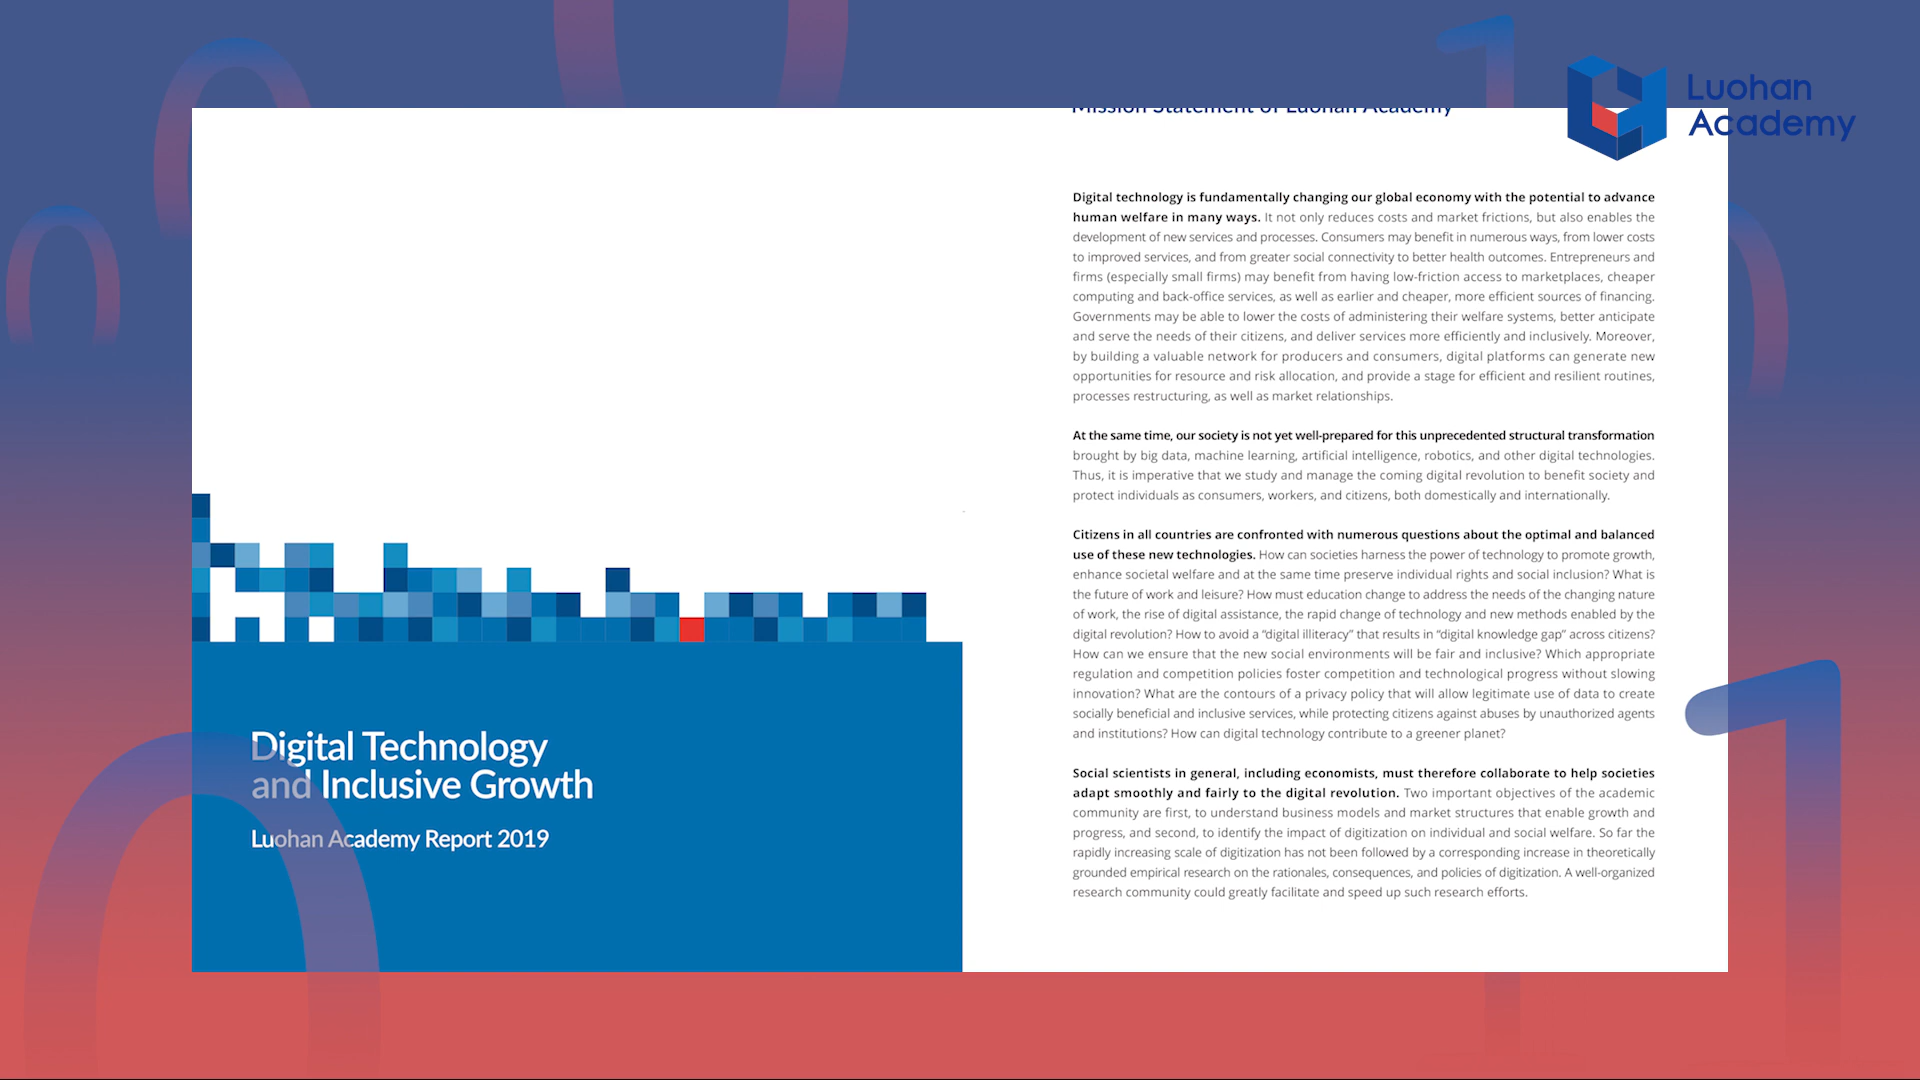 Luohan
Academy
Mission Statement of Luohan Academy
Digital technology is fundamentally changing our global economy with the potential to advance
human welfare in many ways. It not only reduces costs and market frictions, but also enables the
development of new services and processes. Consumers may benefit in numerous ways, from lower costs
to improved services, and from greater social connectivity to better health outcomes. Entrepreneurs and
firms (especially small firms) may benefit from having low-friction access to marketplaces, cheaper
computing and back-office services, as well as earlier and cheaper, more efficient sources of financing.
Governments may be able to lower the costs of administering their welfare systems, better anticipate
and serve the needs of their citizens, and deliver services more efficiently and inclusively. Moreover,
by building a valuable network for producers and consumers, digital platforms can generate new
opportunities for resource and risk allocation, and provide a stage for efficient and resilient routines,
processes restructuring, as well as market relationships.
At the same time, our society is not yet well-prepared for this unprecedented structural transformation
brought by big data, machine learning, artificial intelligence, robotics, and other digital technologies.
Thus, it is imperative that we study and manage the coming digital revolution to benefit society and
protect individuals as consumers, workers, and citizens, both domestically and internationally.
Citizens in all countries are confronted with numerous questions about the optimal and balanced
use of these new technologies. How can societies harness the power of technology to promote growth,
enhance societal welfare and at the same time preserve individual rights and social inclusion? What is
the future of work and leisure? How must education change to address the needs of the changing nature
of work, the rise of digital assistance, the rapid change of technology and new methods enabled by the
digital revolution? How to avoid a “digital illiteracy” that results in “digital knowledge gap” across citizens?
How can we ensure that the new social environments will be fair and inclusive? Which appropriate
regulation and competition policies foster competition and technological progress without slowing
innovation? What are the contours of a privacy policy that will allow legitimate use of data to create
socially beneficial and inclusive services, while protecting citizens against abuses by unauthorized agents
and institutions? How can digital technology contribute to a greener planet?
Social scientists in general, including economists, must therefore collaborate to help societies
adapt smoothly and fairly to the digital revolution. Two important objectives of the academic
community are first, to understand business models and market structures that enable growth and
progress, and second, to identify the impact of digitization on individual and social welfare. So far the
rapidly increasing scale of digitization has not been followed by a corresponding increase in theoretically
grounded empirical research on the rationales, consequences, and policies of digitization. A well-organized
research community could greatly facilitate and speed up such research efforts.
Digital Technology
and Inclusive Growth
Luohan Academy Report 2019